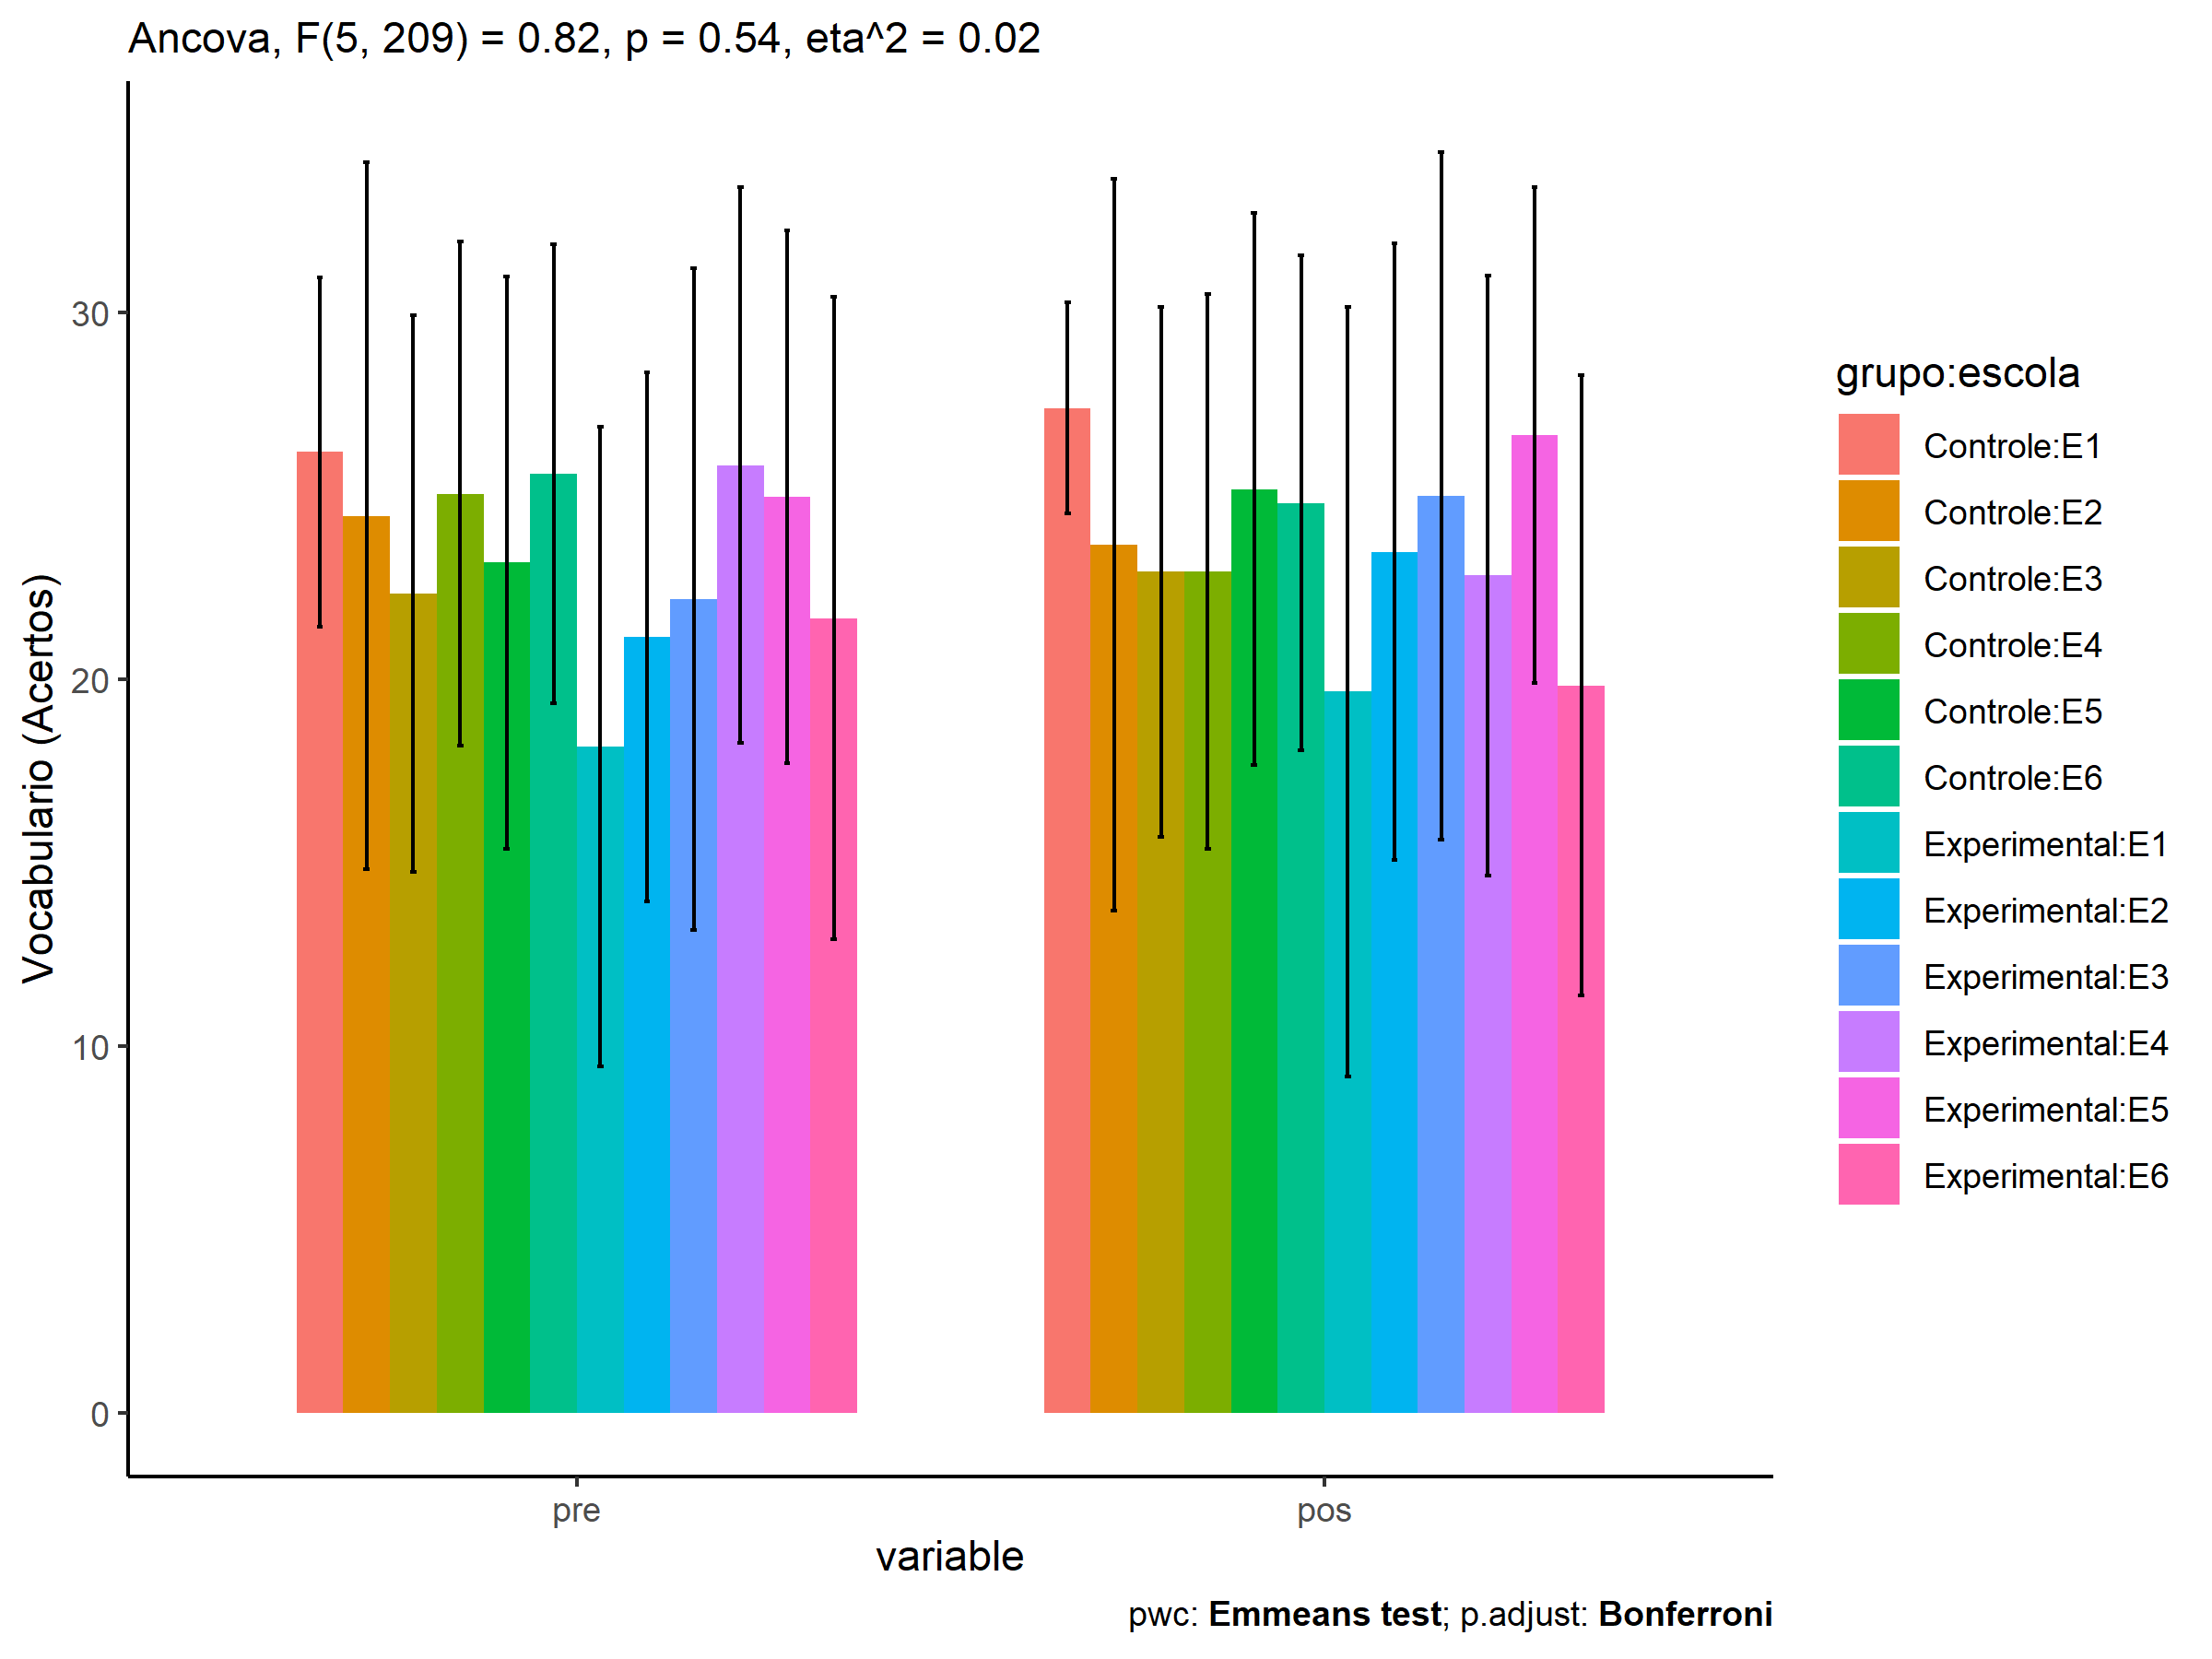 Ancova, F(5, 209) = 0.82, p = 0.54, eta^2 = 0.02
Vocabulario (Acertos)
30
20
10
0
pre
pos
variable
grupo:escola
Controle:E1
Controle:E2
Controle:E3
Controle:E4
Controle:E5
Controle:E6
Experimental:E1
Experimental:E2
Experimental:E3
Experimental:E4
Experimental:E5
Experimental:E6
pwc: Emmeans test; p.adjust: Bonferroni